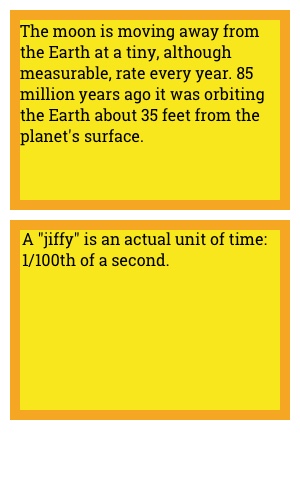 The moon is moving away from
the Earth at a tiny, although
measurable, rate every year. 85
million years ago it was orbiting
the Earth about 35 feet from the
planet's surface.
A "jiffy" is an actual unit of time:
1/100th of a second.